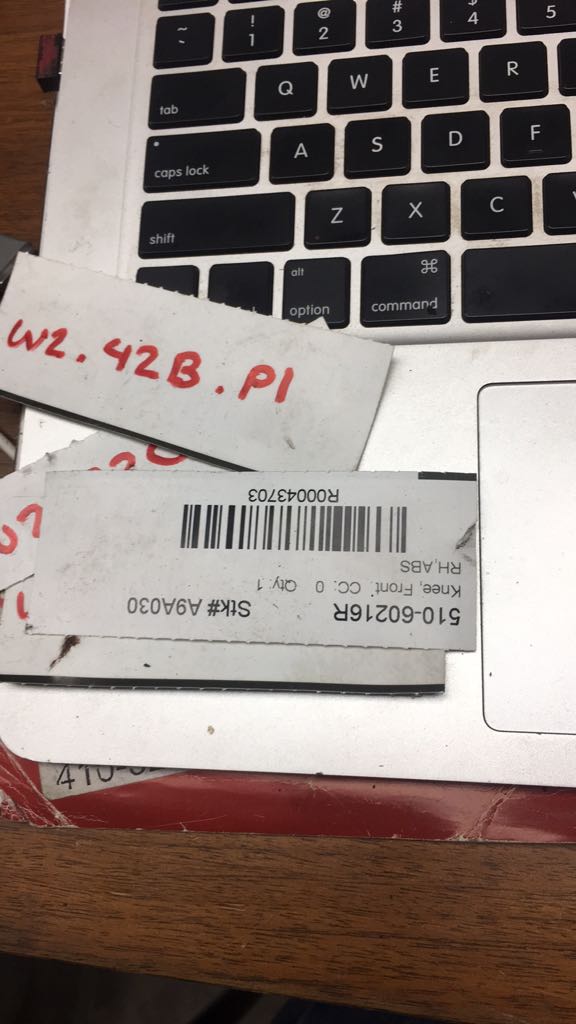 ~
`
!
1
@
2
#
3
$
4
5
tab
Q
W
E
R
caps lock
A
S
D
F
shift
Z
X
C
alt
option
⌘
command
W2.42B.P1
510-60216R Stk# A9A030
Knee, Front CC: 0 Qty: 1
RH,ABS
R00043703